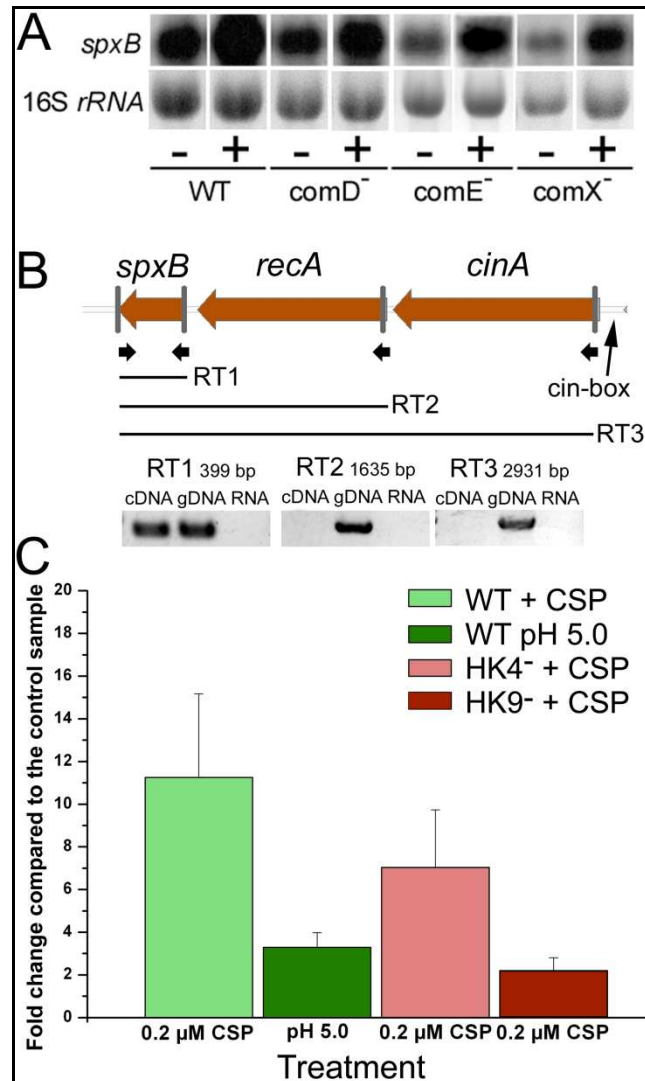 A
spxB
16S rRNA
- + - + - + - +
WT comD⁻ comE⁻ comX⁻
B
spxB recA cinA
cin-box
RT1
RT2
RT3
RT1 399 bp RT2 1635 bp RT3 2931 bp
cDNA gDNA RNA cDNA gDNA RNA cDNA gDNA RNA
C
20
18
16
14
12
10
8
6
4
2
0
Fold change compared to the control sample
WT + CSP
WT pH 5.0
HK4⁻ + CSP
HK9⁻ + CSP
0.2 µM CSP pH 5.0 0.2 µM CSP 0.2 µM CSP
Treatment